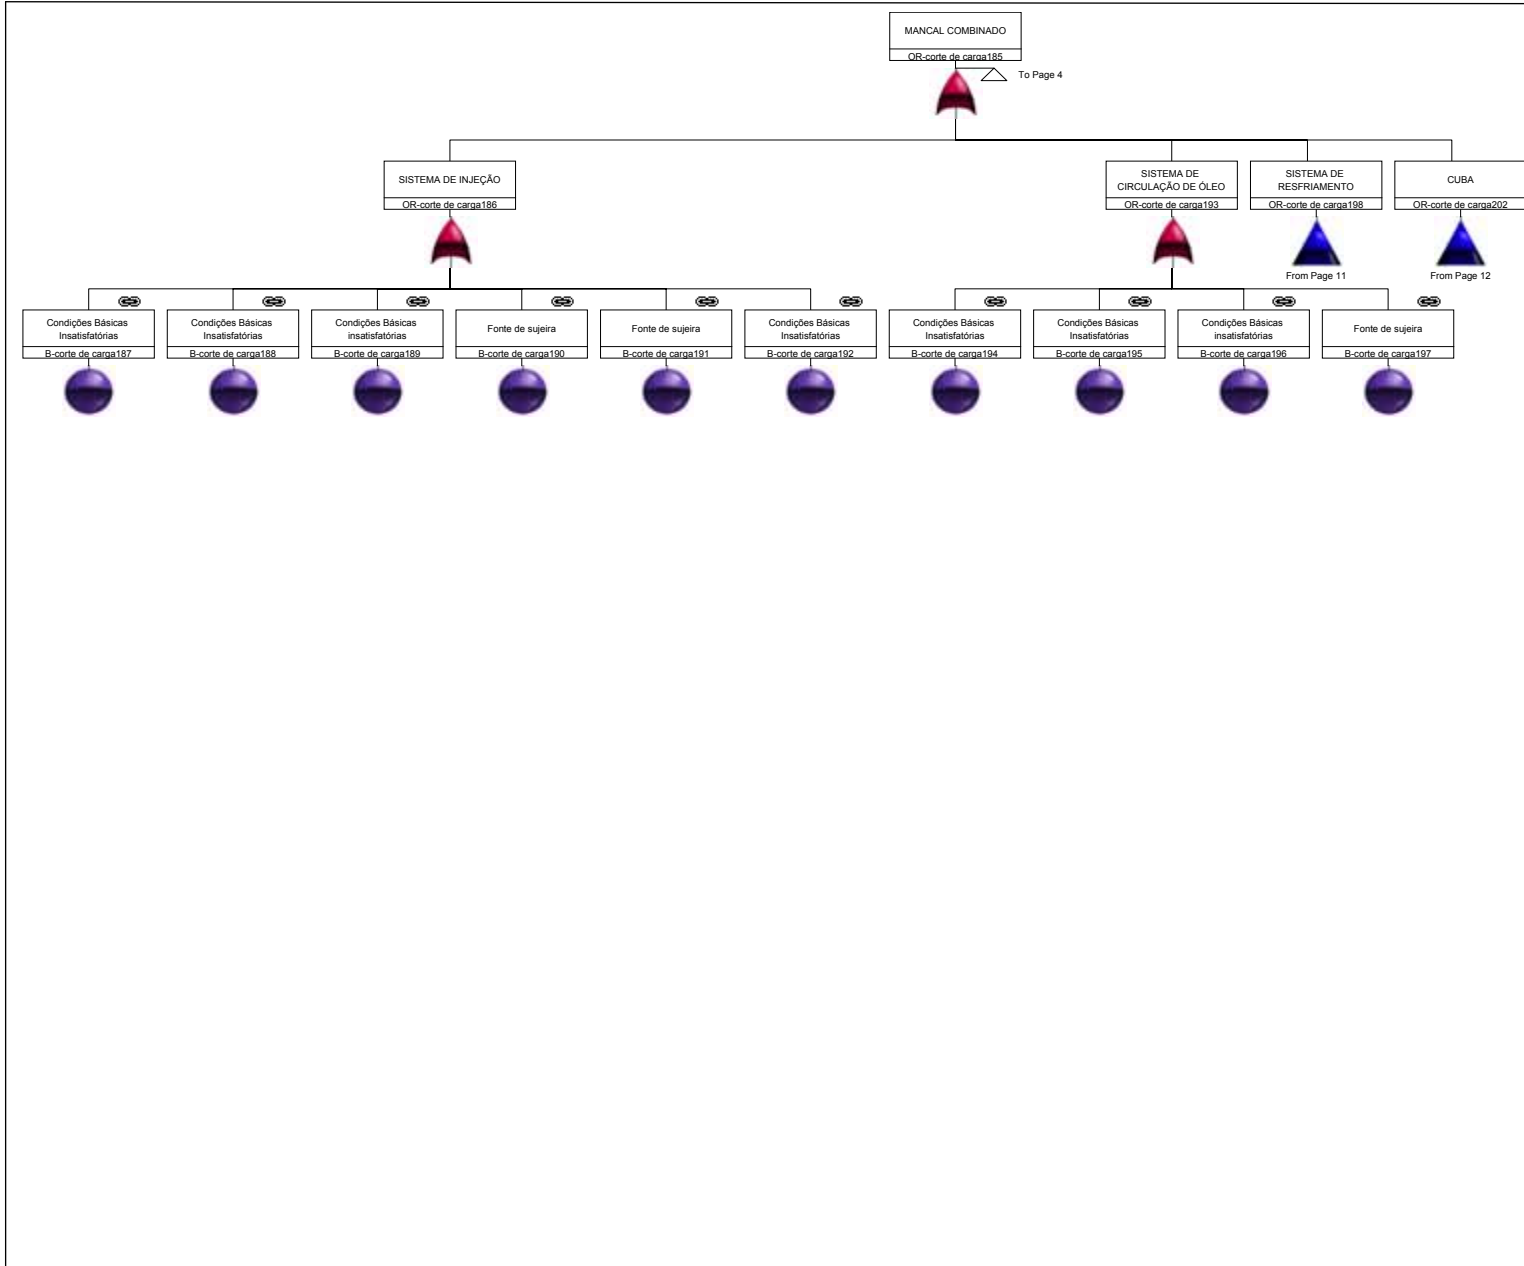 MANCAL COMBINADO
OR-corte de carga185
To Page 4
SISTEMA DE INJEÇÃO
OR-corte de carga186
SISTEMA DE
CIRCULAÇÃO DE ÓLEO
OR-corte de carga193
SISTEMA DE
RESFRIAMENTO
OR-corte de carga198
From Page 11
CUBA
OR-corte de carga202
From Page 12
Condições Básicas
Insatisfatórias
B-corte de carga187
Condições Básicas
Insatisfatórias
B-corte de carga188
Condições Básicas
insatisfatórias
B-corte de carga189
Fonte de sujeira
B-corte de carga190
Fonte de sujeira
B-corte de carga191
Condições Básicas
Insatisfatórias
B-corte de carga192
Condições Básicas
Insatisfatórias
B-corte de carga194
Condições Básicas
Insatisfatórias
B-corte de carga195
Condições Básicas
insatisfatórias
B-corte de carga196
Fonte de sujeira
B-corte de carga197